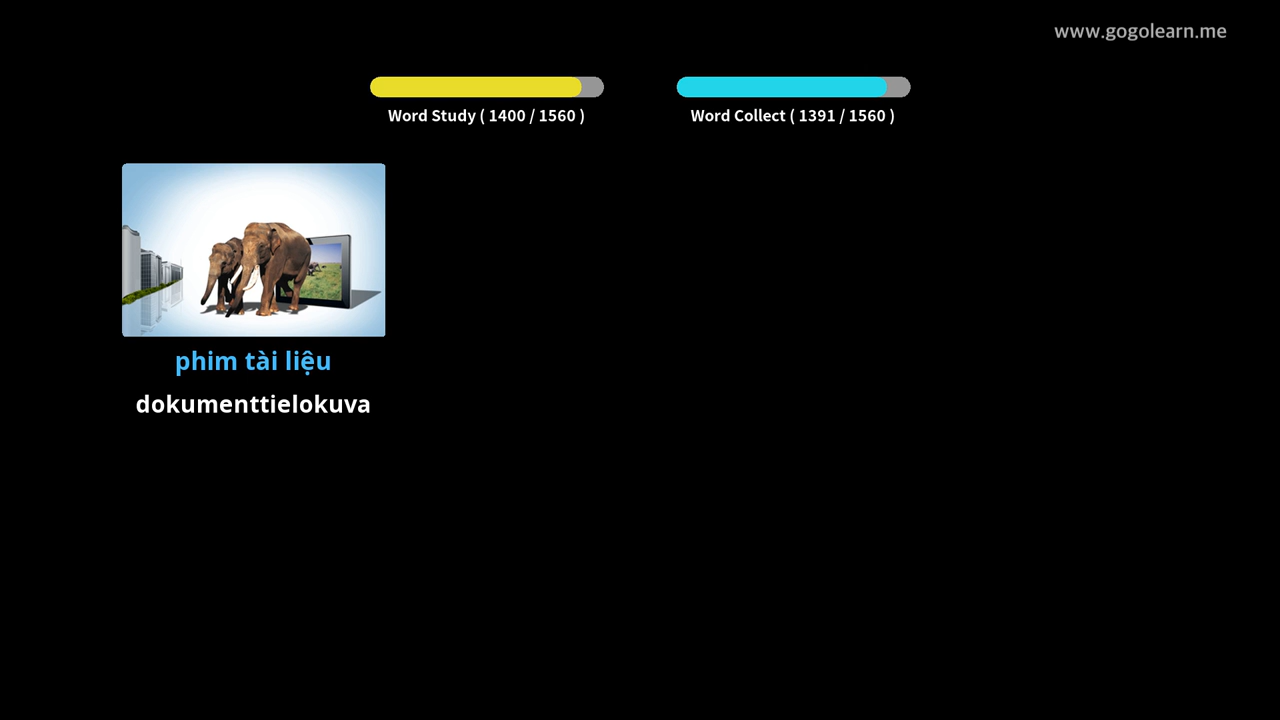 www.gogolearn.me
Word Study ( 1400 / 1560 )
Word Collect ( 1391 / 1560 )
phim tài liệu
dokumenttielokuva